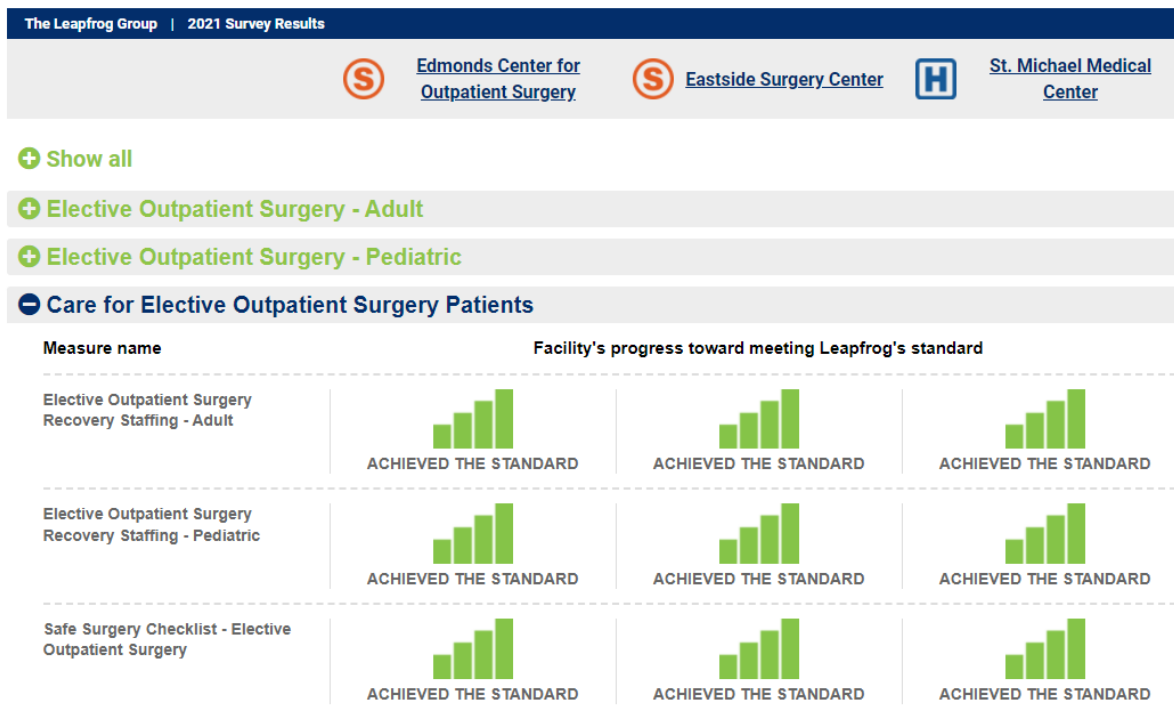 The Leapfrog Group | 2021 Survey Results
S
Edmonds Center for
Outpatient Surgery
S
Eastside Surgery Center
H
St. Michael Medical
Center
Show all
Elective Outpatient Surgery - Adult
Elective Outpatient Surgery - Pediatric
Care for Elective Outpatient Surgery Patients
Measure name
Facility's progress toward meeting Leapfrog's standard
Elective Outpatient Surgery
Recovery Staffing - Adult
ACHIEVED THE STANDARD
ACHIEVED THE STANDARD
ACHIEVED THE STANDARD
Elective Outpatient Surgery
Recovery Staffing - Pediatric
ACHIEVED THE STANDARD
ACHIEVED THE STANDARD
ACHIEVED THE STANDARD
Safe Surgery Checklist - Elective
Outpatient Surgery
ACHIEVED THE STANDARD
ACHIEVED THE STANDARD
ACHIEVED THE STANDARD